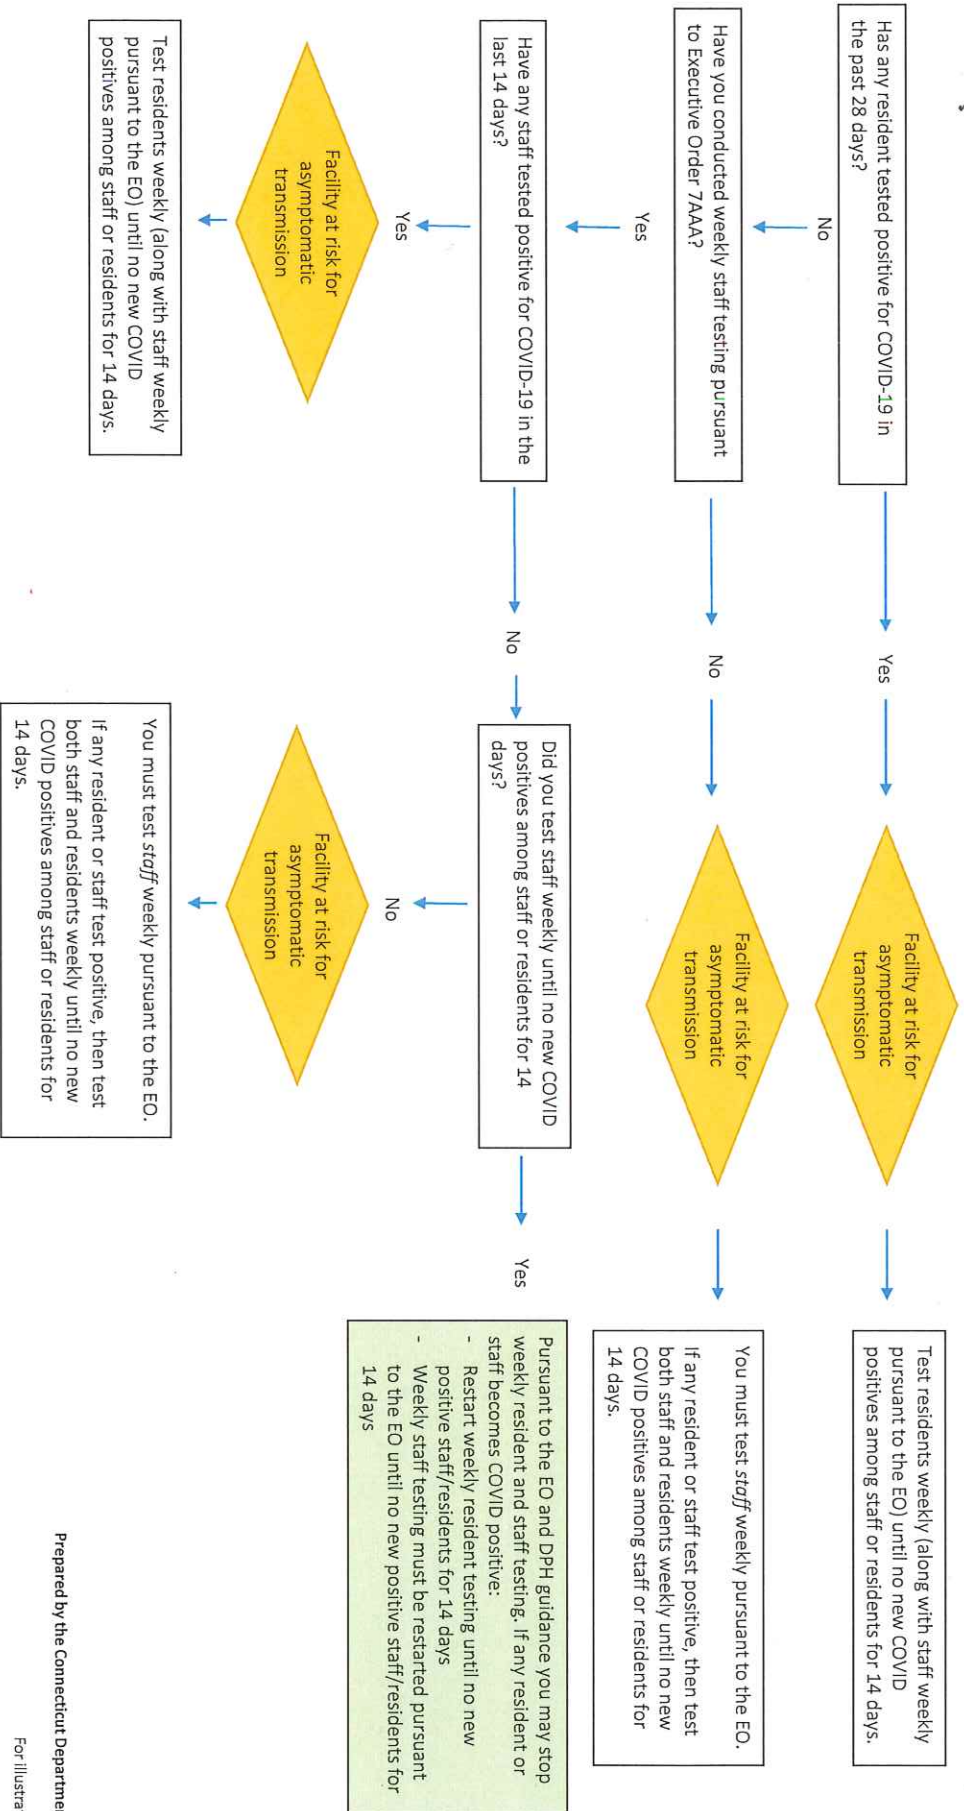 Has any resident tested positive for COVID-19 in
the past 28 days?
Yes
Facility at risk for
asymptomatic
transmission
Test residents weekly (along with staff weekly
pursuant to the EO) until no new COVID
positives among staff or residents for 14 days.
No
Have you conducted weekly staff testing pursuant
to Executive Order 7AAA?
No
Facility at risk for
asymptomatic
transmission
You must test staff weekly pursuant to the EO.
If any resident or staff test positive, then test
both staff and residents weekly until no new
COVID positives among staff or residents for
14 days.
Yes
Have any staff tested positive for COVID-19 in the
last 14 days?
No
Did you test staff weekly until no new COVID
positives among staff or residents for 14
days?
Yes
Pursuant to the EO and DPH guidance you may stop
weekly resident and staff testing. If any resident or
staff becomes COVID positive:
- Restart weekly resident testing until no new
positive staff/residents for 14 days
- Weekly staff testing must be restarted pursuant
to the EO until no new positive staff/residents for
14 days
Yes
Facility at risk for
asymptomatic
transmission
Test residents weekly (along with staff weekly
pursuant to the EO) until no new COVID
positives among staff or residents for 14 days.
No
Facility at risk for
asymptomatic
transmission
You must test staff weekly pursuant to the EO.
If any resident or staff test positive, then test
both staff and residents weekly until no new
COVID positives among staff or residents for
14 days.
Prepared by the Connecticut
For